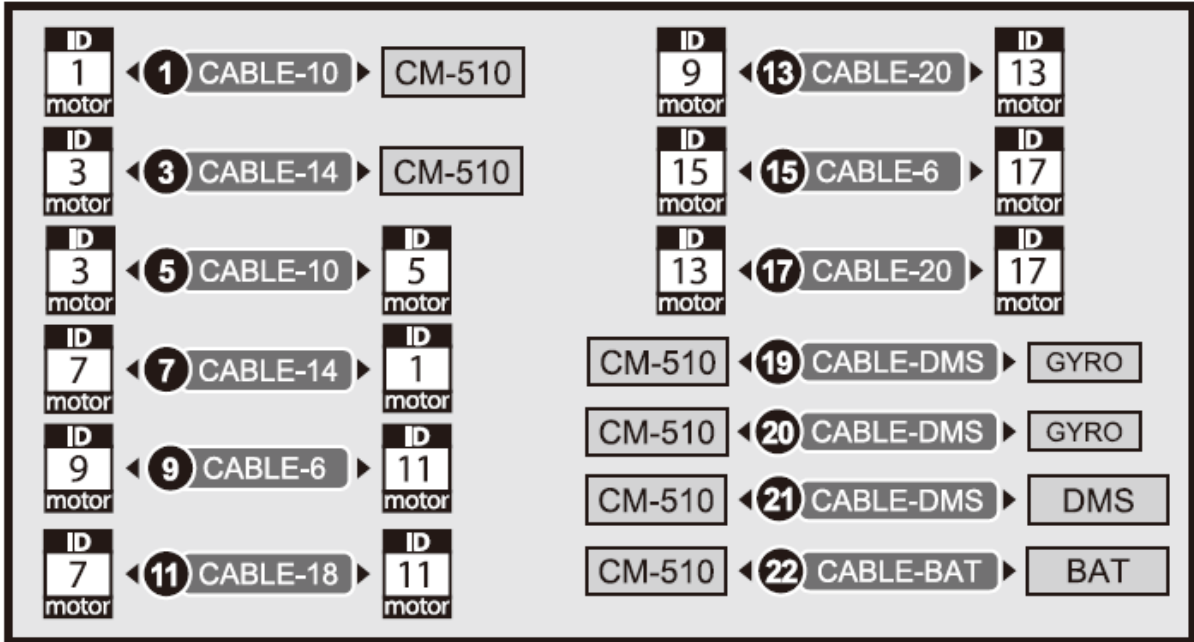 ID ID
1 1 CABLE-10 CM-510 9 13 CABLE-20 13
motor motor motor
ID ID ID
3 3 CABLE-14 CM-510 15 15 CABLE-6 17
motor motor motor
ID ID ID ID
3 5 CABLE-10 5 13 17 CABLE-20 17
motor motor motor motor
ID ID
7 7 CABLE-14 1 CM-510 19 CABLE-DMS GYRO
motor motor
ID ID
9 9 CABLE-6 11 CM-510 20 CABLE-DMS GYRO
motor motor
CM-510 21 CABLE-DMS DMS
ID ID
7 11 CABLE-18 11 CM-510 22 CABLE-BAT BAT
motor motor